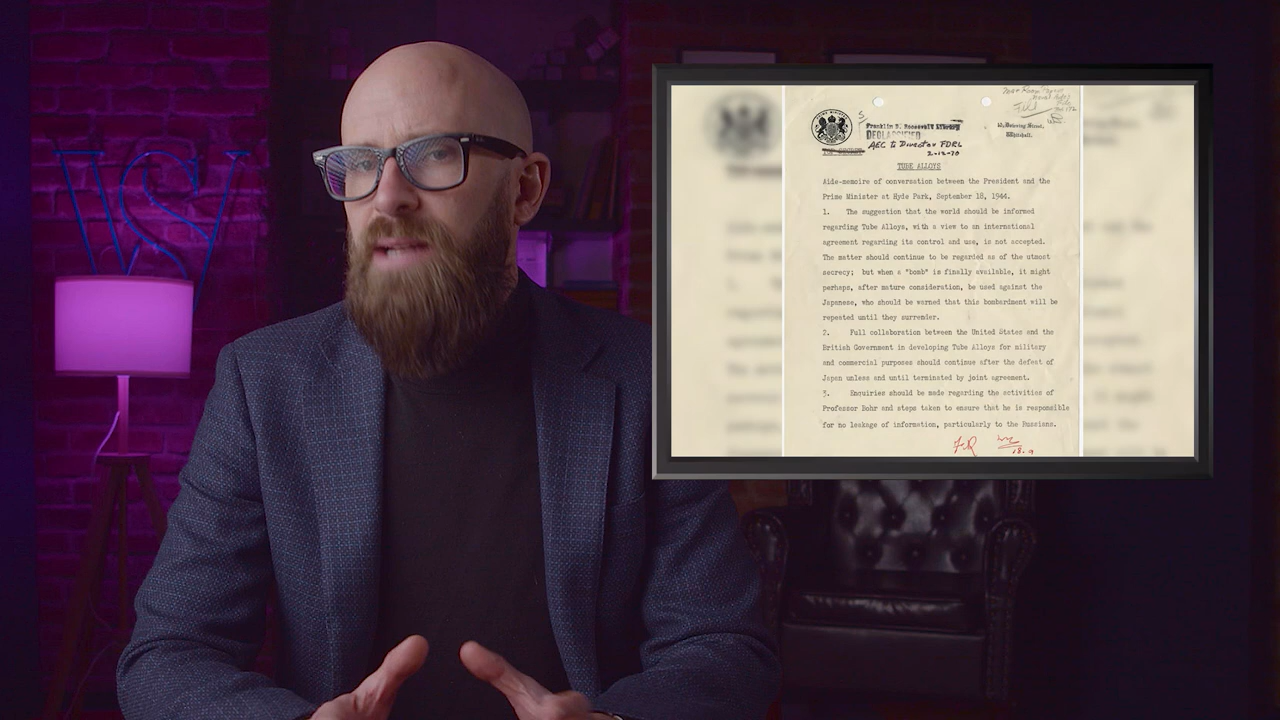 Franklin D. Roosevelt Library
DECLASSIFIED
AEC to Director FDRL
2-12-70
10, Downing Street,
Whitehall.
TUBE ALLOYS
Aide-memoire of conversation between the President and the
Prime Minister at Hyde Park, September 18, 1944.
1. The suggestion that the world should be informed
regarding Tube Alloys, with a view to an international
agreement regarding its control and use, is not accepted.
The matter should continue to be regarded as of the utmost
secrecy; but when a "bomb" is finally available, it might
perhaps, after mature consideration, be used against the
Japanese, who should be warned that this bombardment will be
repeated until they surrender.
2. Full collaboration between the United States and the
British Government in developing Tube Alloys for military
and commercial purposes should continue after the defeat of
Japan unless and until terminated by joint agreement.
3. Enquiries should be made regarding the activities of
Professor Bohr and steps taken to ensure that he is responsible
for no leakage of information, particularly to the Russians.
18.9